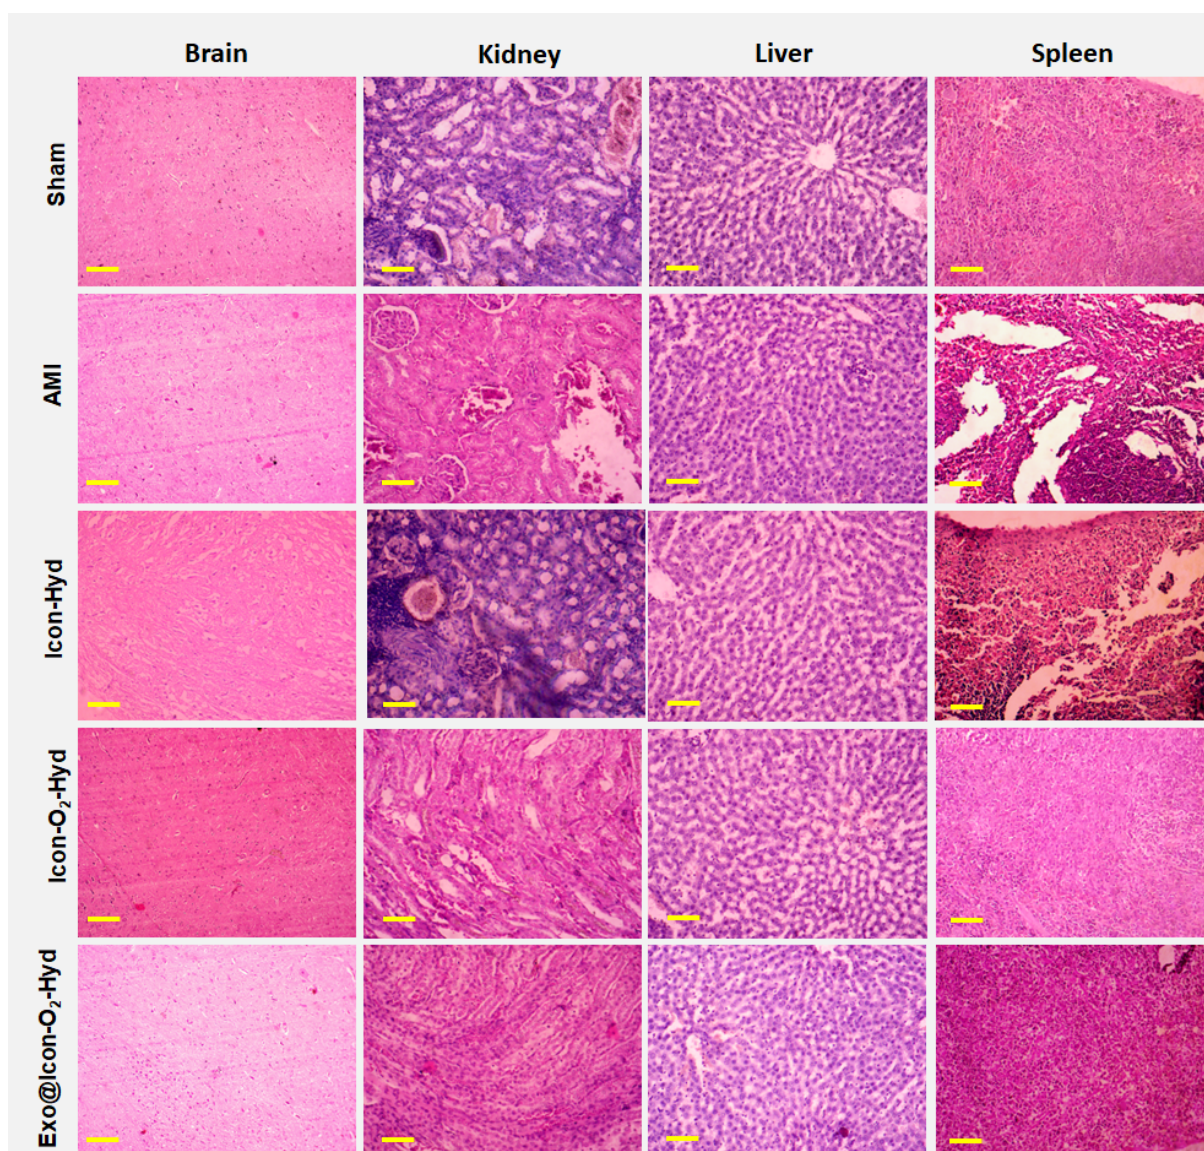 Brain Kidney Liver Spleen
Sham
AMI
Icon-Hyd
Icon-O₂-Hyd
Exo@Icon-O₂-Hyd